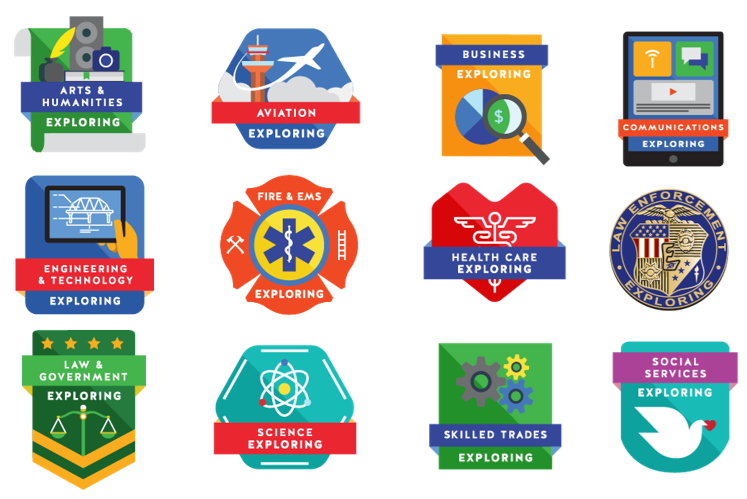 ARTS &
HUMANITIES
EXPLORING
AVIATION
EXPLORING
BUSINESS
EXPLORING
$
COMMUNICATIONS
EXPLORING
ENGINEERING
& TECHNOLOGY
EXPLORING
FIRE & EMS
EXPLORING
HEALTH CARE
EXPLORING
LAW ENFORCEMENT
E
EXPLORING
LAW &
GOVERNMENT
EXPLORING
SCIENCE
EXPLORING
SKILLED TRADES
EXPLORING
SOCIAL
SERVICES
EXPLORING